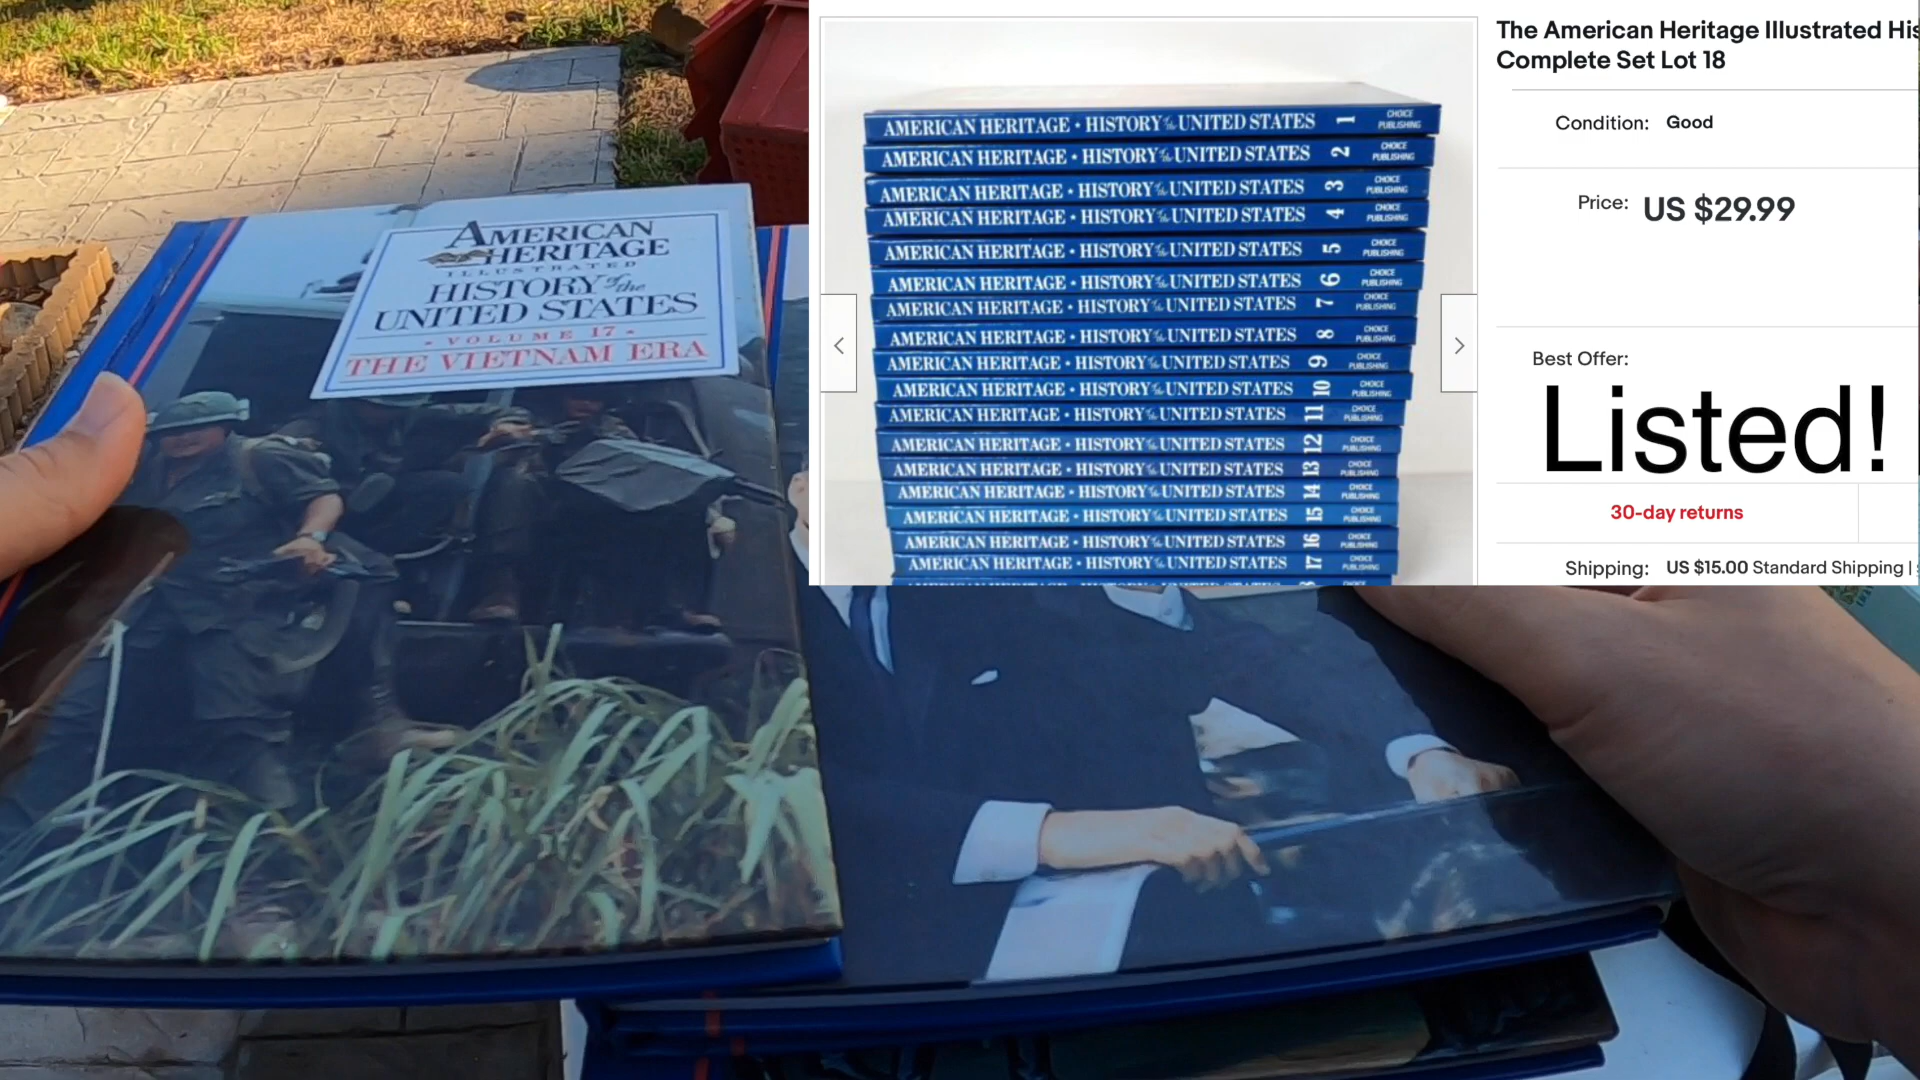 AMERICAN
HERITAGE
ILLUSTRATED
HISTORY of the
UNITED STATES
• VOLUME 17 •
THE VIETNAM ERA
AMERICAN HERITAGE • HISTORY of the UNITED STATES 1 CHOICE PUBLISHING
AMERICAN HERITAGE • HISTORY of the UNITED STATES 2 CHOICE PUBLISHING
AMERICAN HERITAGE • HISTORY of the UNITED STATES 3 CHOICE PUBLISHING
AMERICAN HERITAGE • HISTORY of the UNITED STATES 4 CHOICE PUBLISHING
AMERICAN HERITAGE • HISTORY of the UNITED STATES 5 CHOICE PUBLISHING
AMERICAN HERITAGE • HISTORY of the UNITED STATES 6 CHOICE PUBLISHING
AMERICAN HERITAGE • HISTORY of the UNITED STATES 7 CHOICE PUBLISHING
AMERICAN HERITAGE • HISTORY of the UNITED STATES 8 CHOICE PUBLISHING
AMERICAN HERITAGE • HISTORY of the UNITED STATES 9 CHOICE PUBLISHING
AMERICAN HERITAGE • HISTORY of the UNITED STATES 10 CHOICE PUBLISHING
AMERICAN HERITAGE • HISTORY of the UNITED STATES 11 CHOICE PUBLISHING
AMERICAN HERITAGE • HISTORY of the UNITED STATES 12 CHOICE PUBLISHING
AMERICAN HERITAGE • HISTORY of the UNITED STATES 13 CHOICE PUBLISHING
AMERICAN HERITAGE • HISTORY of the UNITED STATES 14 CHOICE PUBLISHING
AMERICAN HERITAGE • HISTORY of the UNITED STATES 15 CHOICE PUBLISHING
AMERICAN HERITAGE • HISTORY of the UNITED STATES 16 CHOICE PUBLISHING
AMERICAN HERITAGE • HISTORY of the UNITED STATES 17 CHOICE PUBLISHING
The American Heritage Illustrated His
Complete Set Lot 18
Condition: Good
Price: US $29.99
Best Offer:
Listed!
30-day returns
Shipping: US $15.00 Standard Shipping |